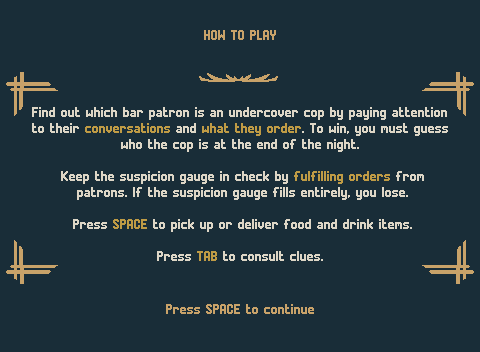 HOW TO PLAY
Find out which bar patron is an undercover cop by paying attention
to their conversations and what they order. To win, you must guess
who the cop is at the end of the night.
Keep the suspicion gauge in check by fulfilling orders from
patrons. If the suspicion gauge fills entirely, you lose.
Press SPACE to pick up or deliver food and drink items.
Press TAB to consult clues.
Press SPACE to continue